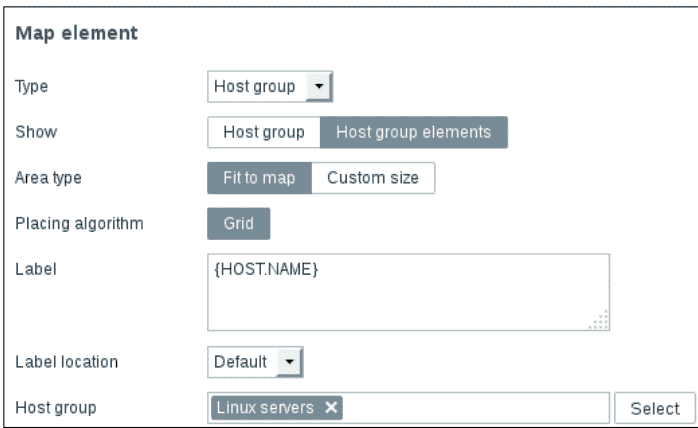 Map element
Type Host group
Show Host group Host group elements
Area type Fit to map Custom size
Placing algorithm Grid
Label {HOST.NAME}
Label location Default
Host group Linux servers Select